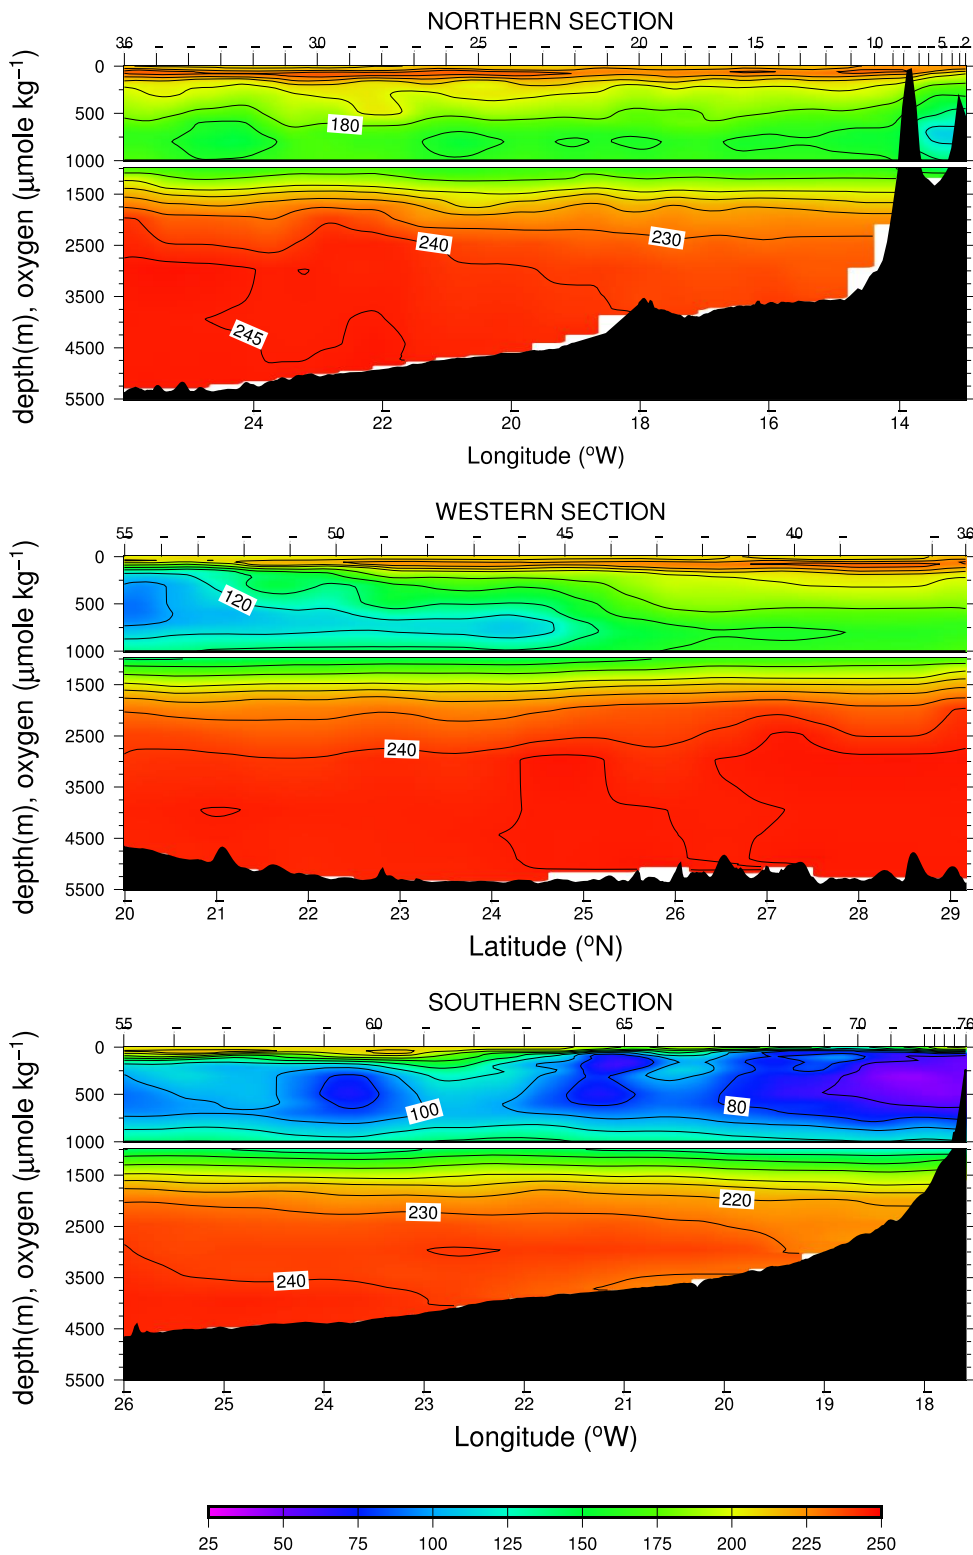 NORTHERN SECTION
36 30 25 20 15 10 5 2
depth(m), oxygen (μmole kg⁻¹)
0
500
1000
1500
2500
3500
4500
5500
180
240
230
245
24 22 20 18 16 14
Longitude (ºW)
WESTERN SECTION
55 50 45 40 36
depth(m), oxygen (μmole kg⁻¹)
0
500
1000
1500
2500
3500
4500
5500
120
240
20 21 22 23 24 25 26 27 28 29
Latitude (ºN)
SOUTHERN SECTION
55 60 65 70 76
depth(m), oxygen (μmole kg⁻¹)
0
500
1000
1500
2500
3500
4500
5500
100
80
220
230
240
26 25 24 23 22 21 20 19 18
Longitude (ºW)
25 50 75 100 125 150 175 200 225 250